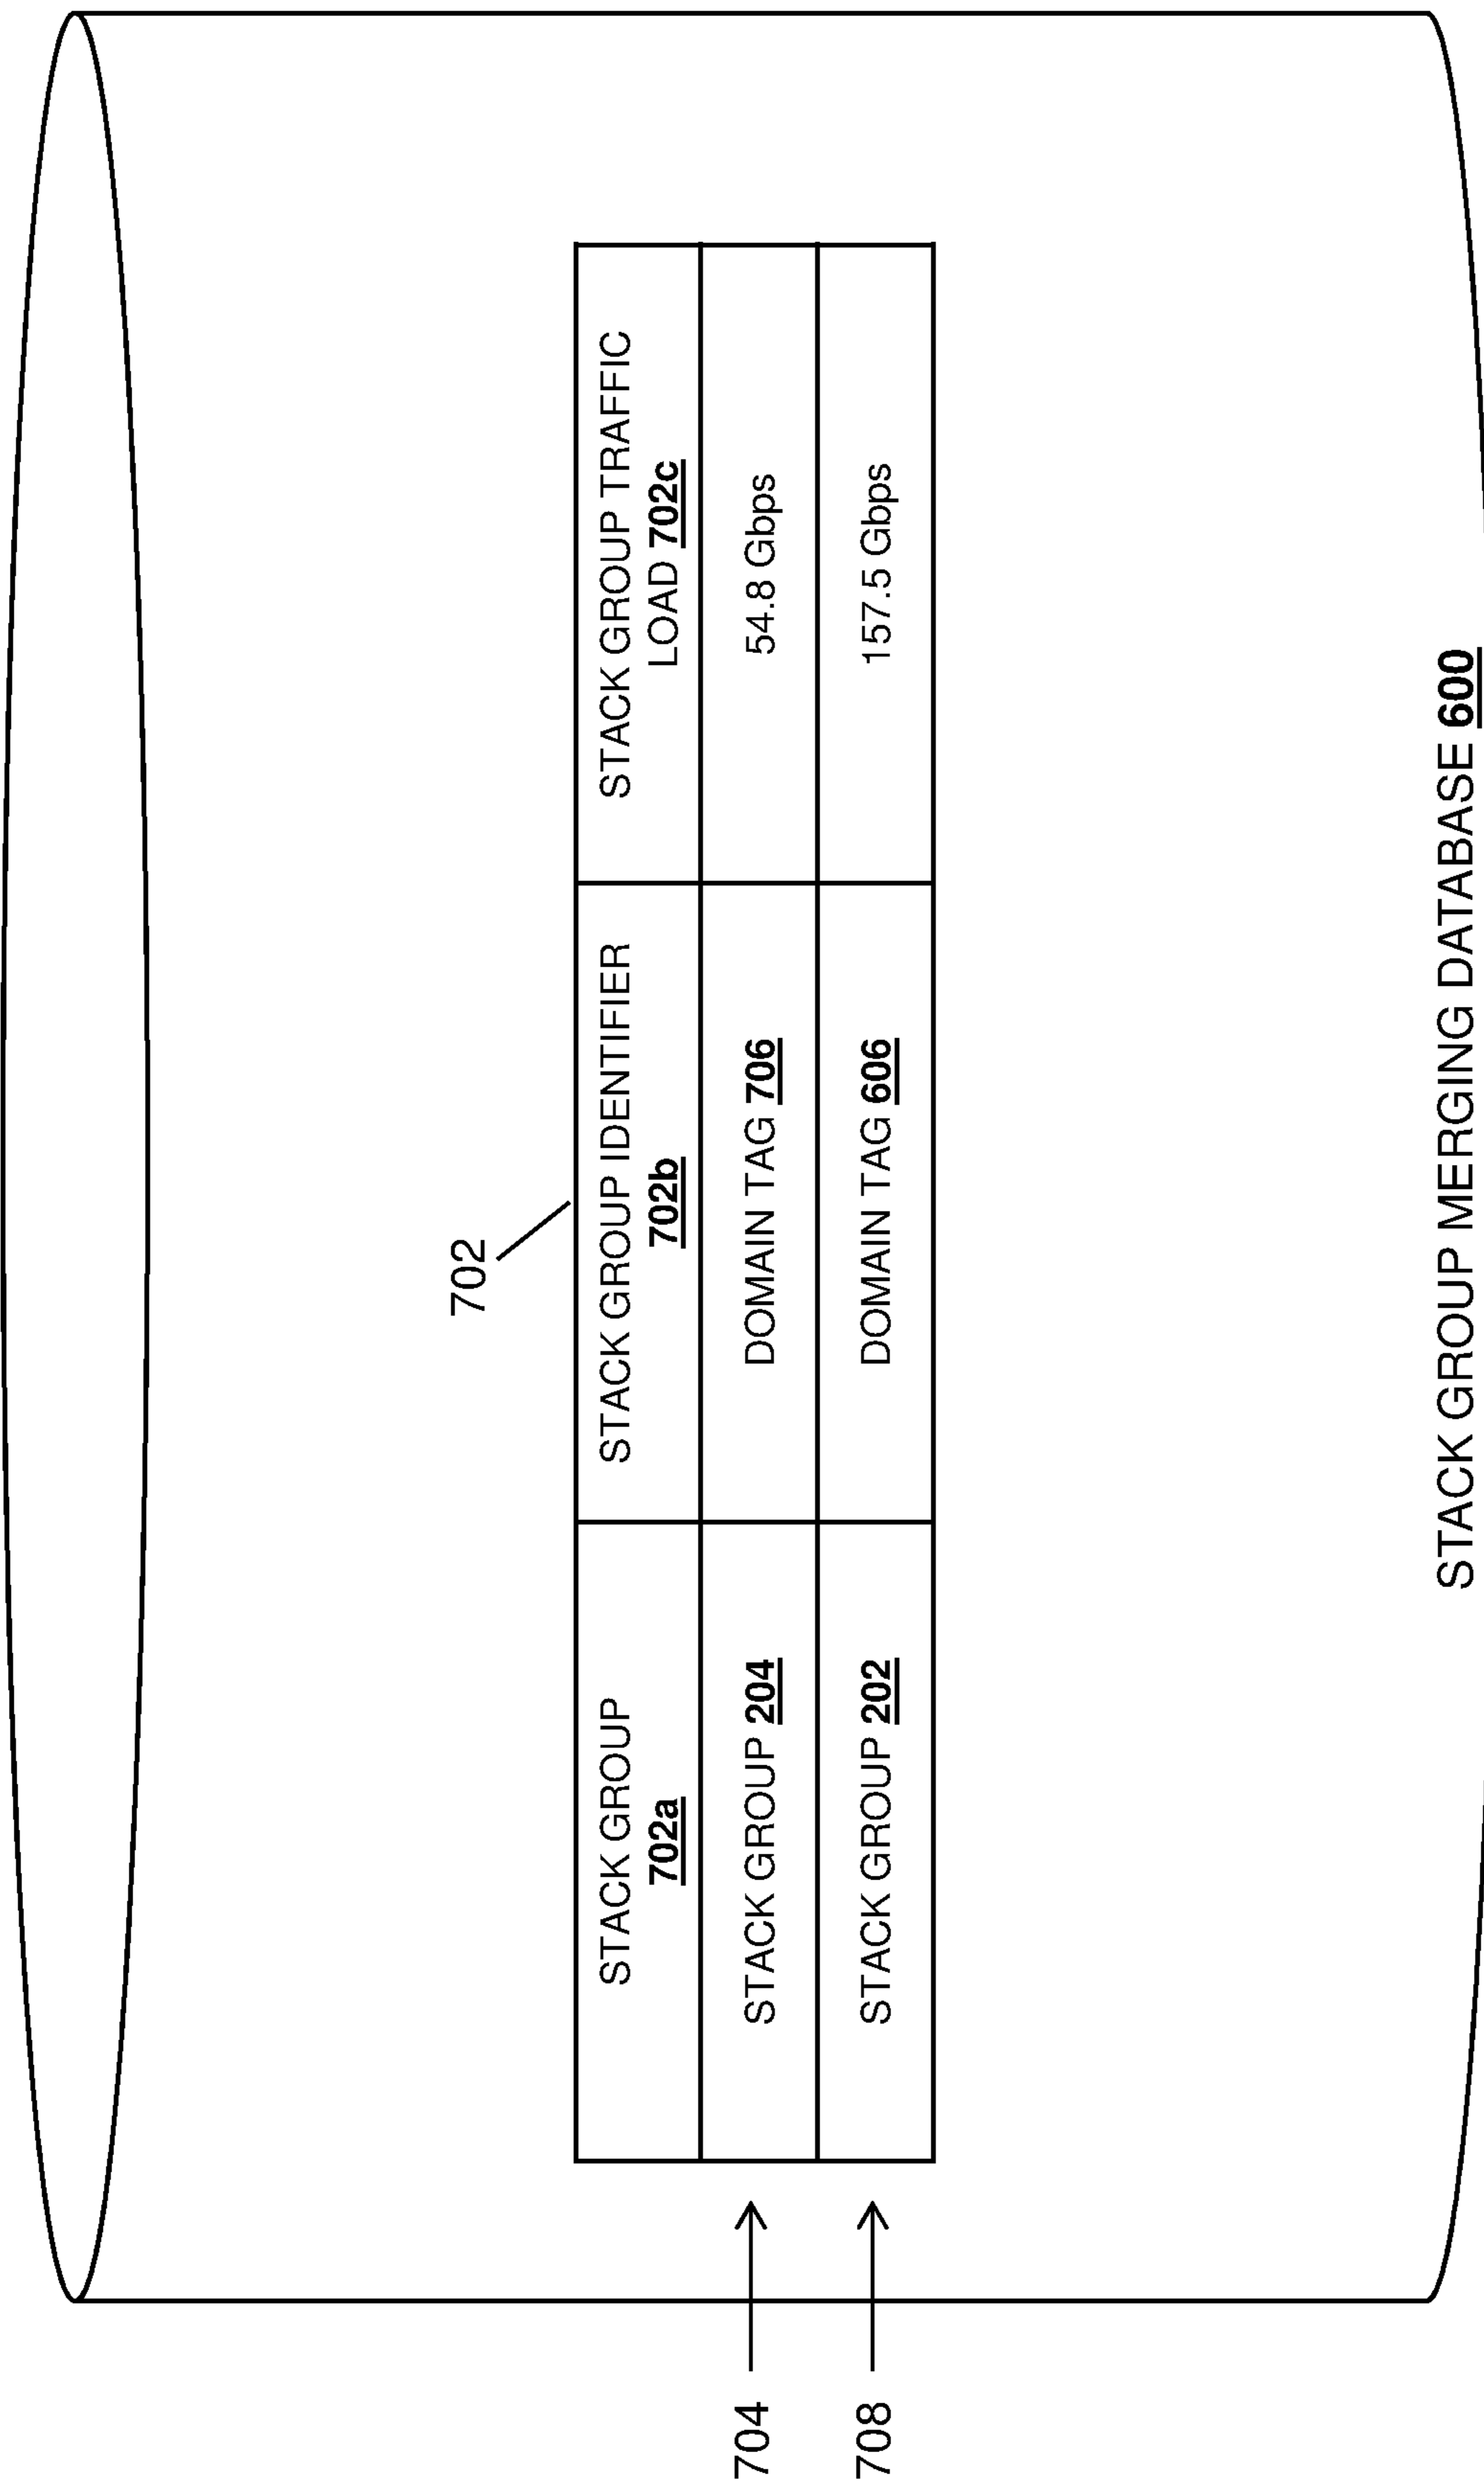 702
STACK GROUP
702a
STACK GROUP IDENTIFIER
702b
STACK GROUP TRAFFIC
LOAD 702c
704
STACK GROUP 204
DOMAIN TAG 706
54.8 Gbps
708
STACK GROUP 202
DOMAIN TAG 606
157.5 Gbps
STACK GROUP MERGING DATABASE 600